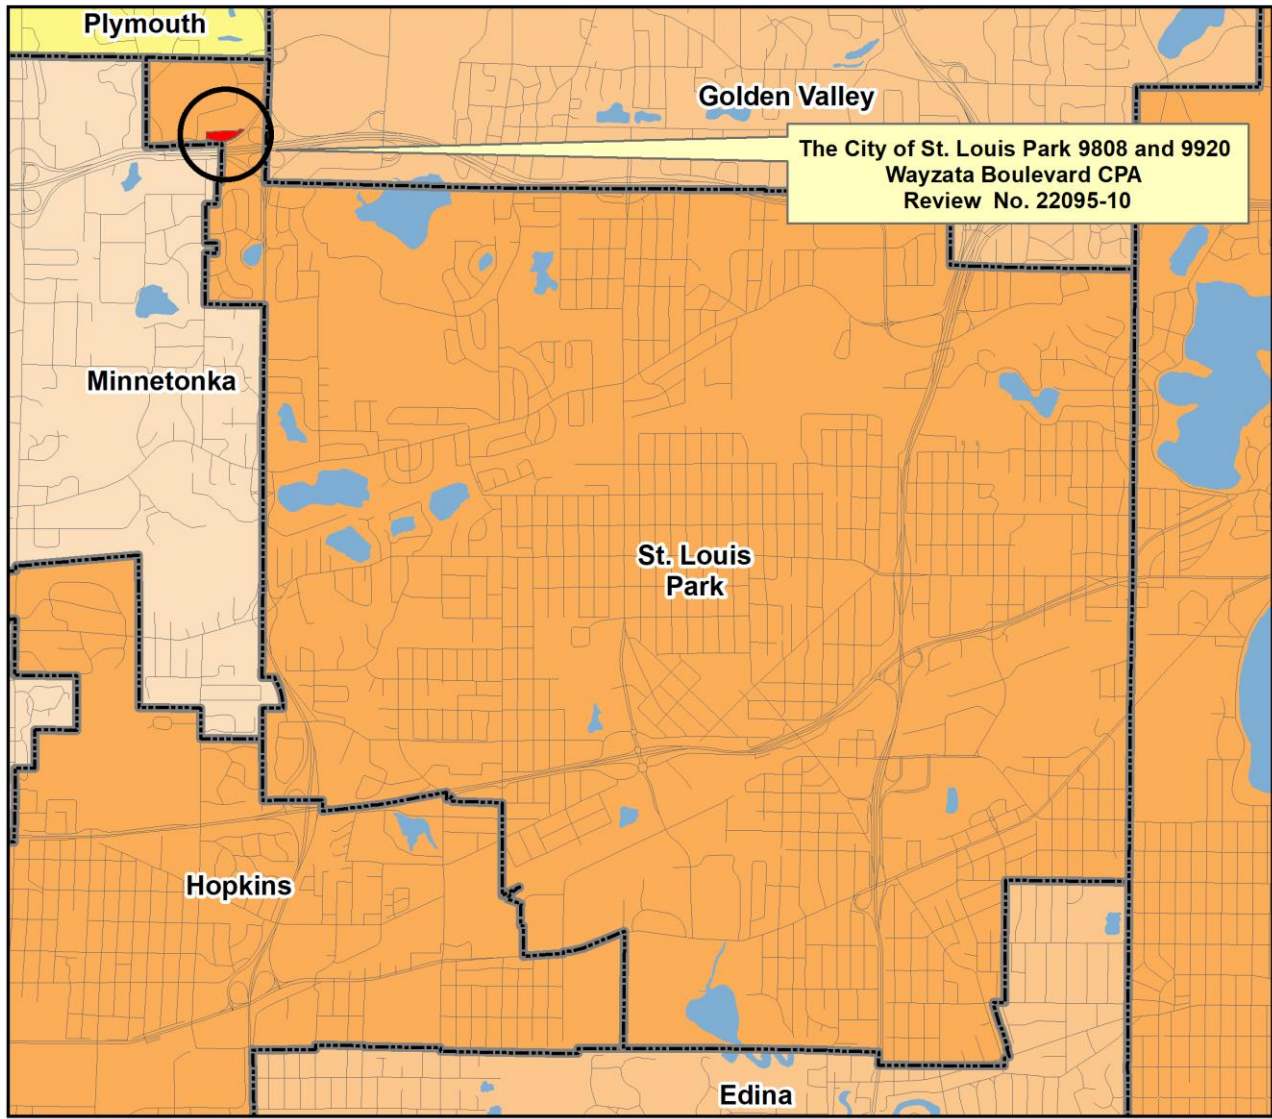 Plymouth
Golden Valley
The City of St. Louis Park 9808 and 9920
Wayzata Boulevard CPA
Review No. 22095-10
Minnetonka
St. Louis
Park
Hopkins
Edina